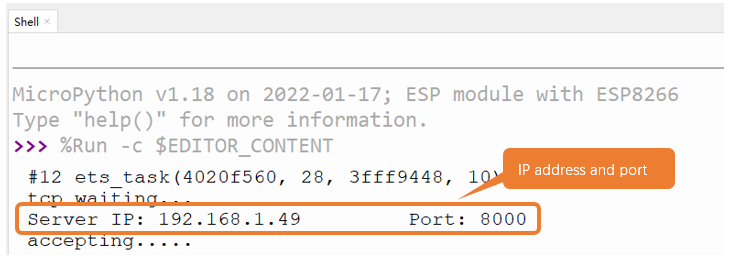 Shell ×
MicroPython v1.18 on 2022-01-17; ESP module with ESP8266
Type "help()" for more information.
>>> %Run -c $EDITOR_CONTENT
#12 ets_task(4020f560, 28, 3fff9448, 10)
IP address and port
tcp waiting...
Server IP: 192.168.1.49 Port: 8000
accepting.....